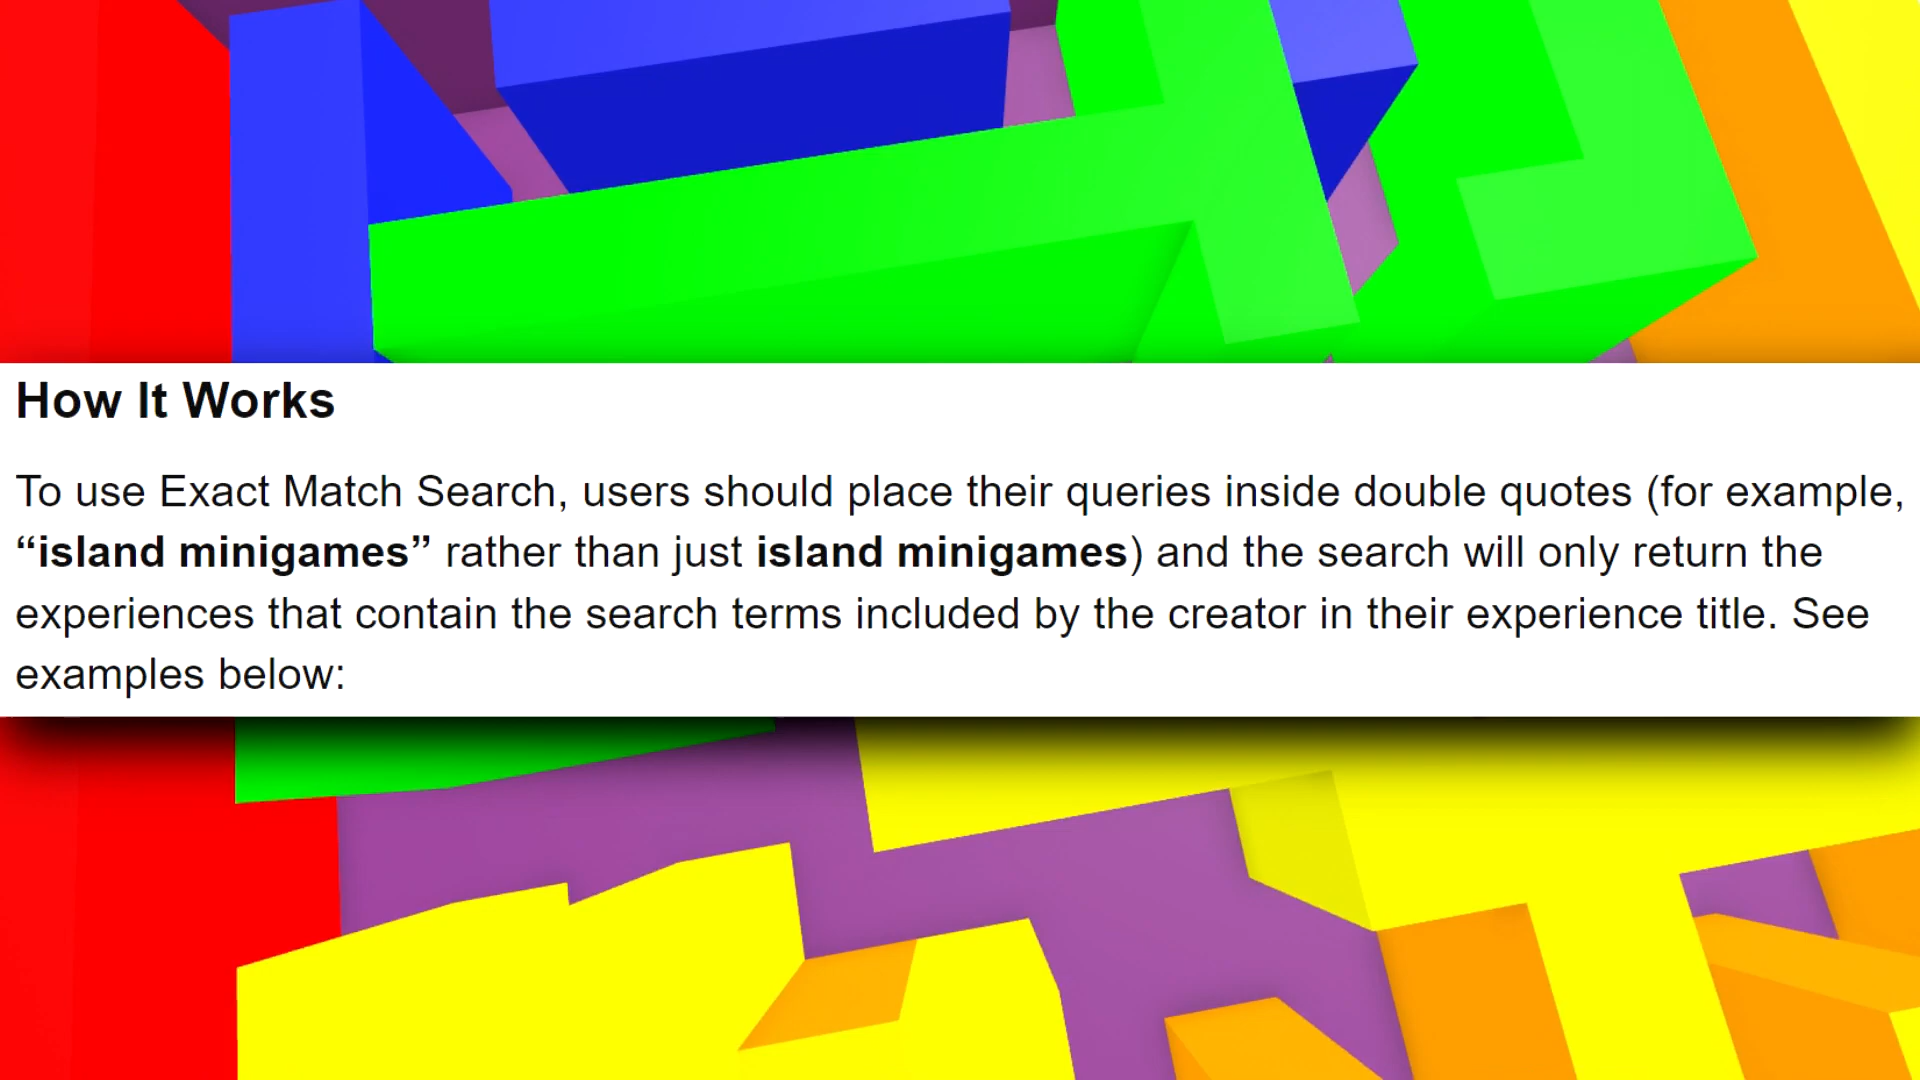 How It Works
To use Exact Match Search, users should place their queries inside double quotes (for example,
“island minigames” rather than just island minigames) and the search will only return the
experiences that contain the search terms included by the creator in their experience title. See
examples below: